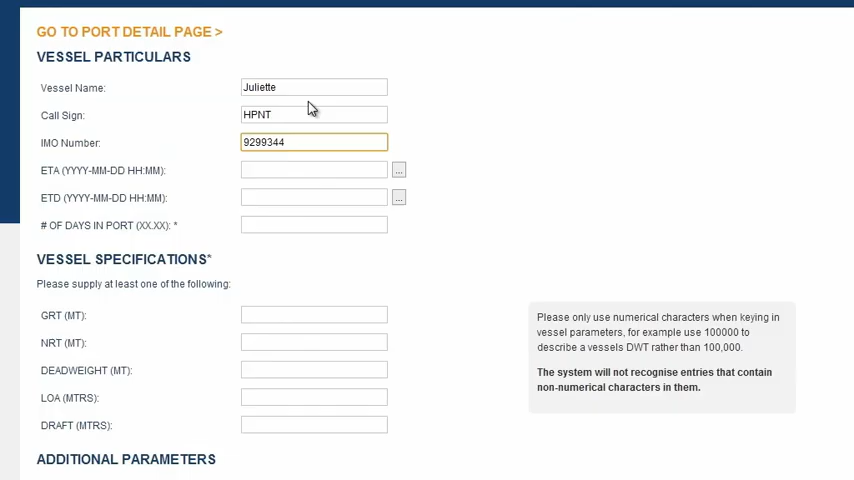 GO TO PORT DETAIL PAGE >
VESSEL PARTICULARS
Vessel Name: Juliette
Call Sign: HPNT
IMO Number: 9299344
ETA (YYYY-MM-DD HH:MM): ...
ETD (YYYY-MM-DD HH:MM): ...
# OF DAYS IN PORT (XX.XX): *
VESSEL SPECIFICATIONS*
Please supply at least one of the following:
GRT (MT):
NRT (MT):
DEADWEIGHT (MT):
LOA (MTRS):
DRAFT (MTRS):
Please only use numerical characters when keying in
vessel parameters, for example use 100000 to
describe a vessels DWT rather than 100,000.
The system will not recognise entries that contain
non-numerical characters in them.
ADDITIONAL PARAMETERS